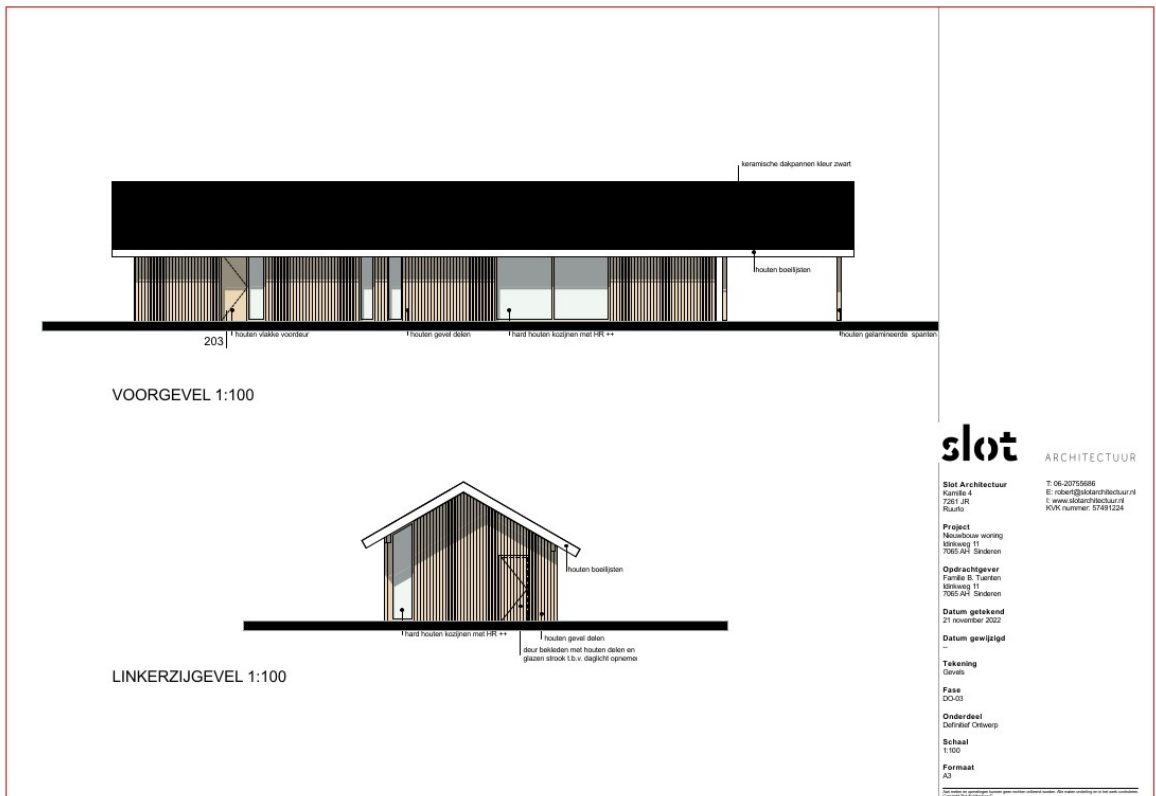 keramische dakpannen kleur zwart
houten boeilijsten
houten vlakke voordeur
houten gevel delen
hard houten kozijnen met HR ++
houten gelamineerde spanten
203
VOORGEVEL 1:100
houten boeilijsten
hard houten kozijnen met HR ++
houten gevel delen
deur bekleden met houten delen en
glazen strook t.b.v. daglicht opneme
LINKERZIJGEVEL 1:100
slot ARCHITECTUUR
Slot Architectuur
Kamille 4
7261 JR
Ruurlo
T: 06-20755686
E: robert@slotarchitectuur.nl
I: www.slotarchitectuur.nl
KVK nummer: 57491224
Project
Nieuwbouw woning
Idinkweg 11
7065 AH Sinderen
Opdrachtgever
Familie B. Tuenten
Idinkweg 11
7065 AH Sinderen
Datum getekend
21 november 2022
Datum gewijzigd
--
Tekening
Gevels
Fase
DO-03
Onderdeel
Definitief Ontwerp
Schaal
1:100
Formaat
A3